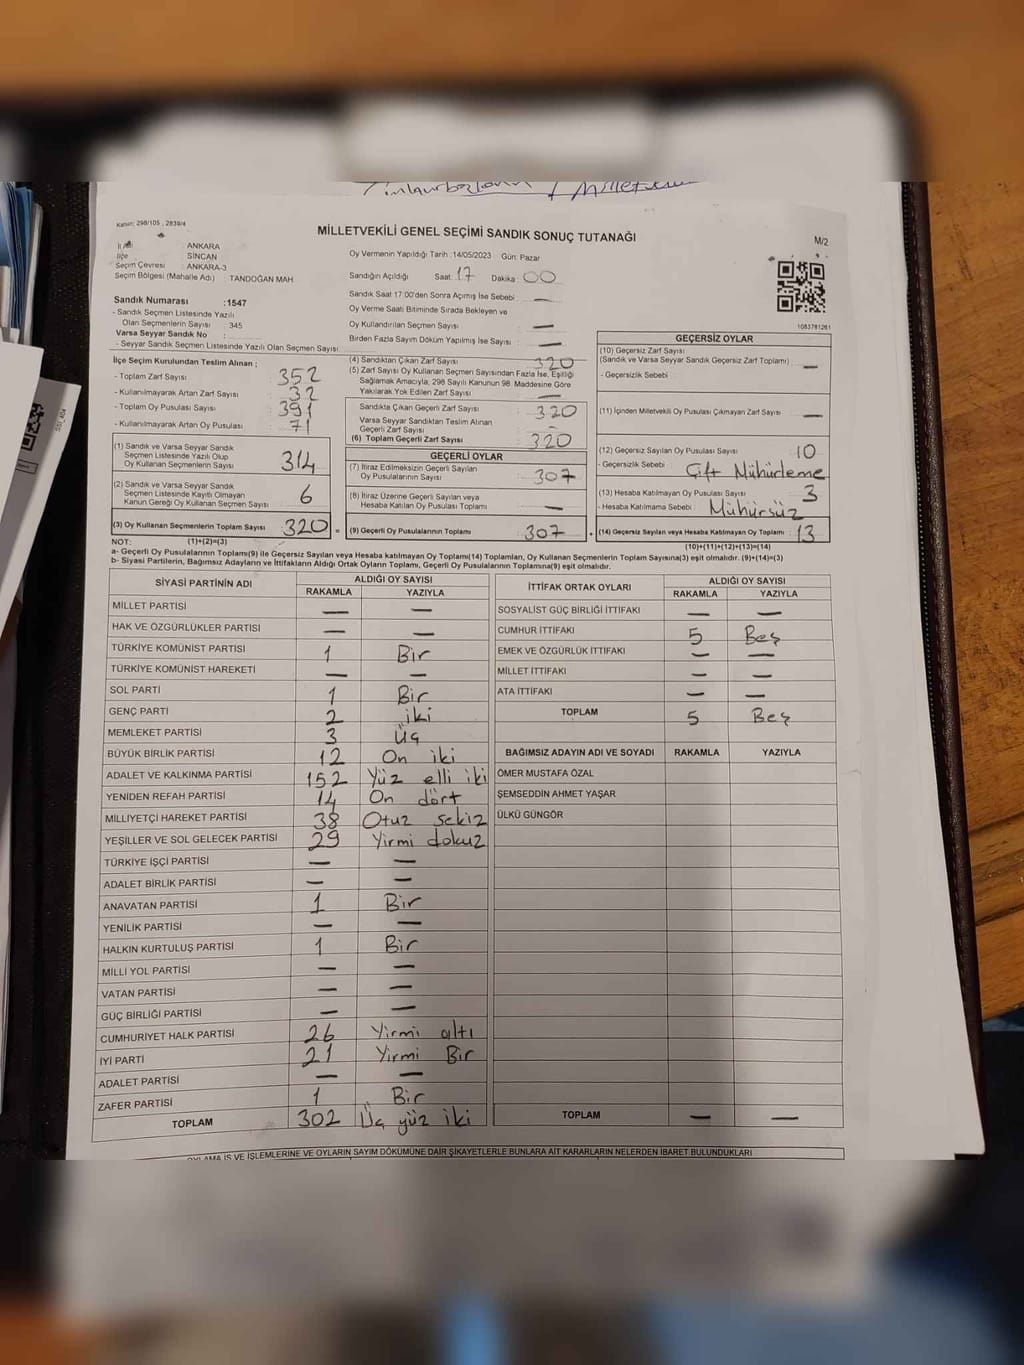 Kanun: 298/105 , 2839/4
MİLLETVEKİLİ GENEL SEÇİMİ SANDIK SONUÇ TUTANAĞI
M/2
İl ANKARA
İlçe SİNCAN
Seçim Çevresi ANKARA-3
Seçim Bölgesi (Mahalle Adı) : TANDOĞAN MAH.
Oy Vermenin Yapıldığı Tarih :14/05/2023 Gün: Pazar
Sandığın Açıldığı Saat: 17 Dakika 00
Sandık Saat 17:00'den Sonra Açılmış İse Sebebi : —
Oy Verme Saati Bitiminde Sırada Bekleyen ve
Oy Kullandırılan Seçmen Sayısı : —
Birden Fazla Sayım Döküm Yapılmış İse Sayısı : —
1083781261
Sandık Numarası :1547
- Sandık Seçmen Listesinde Yazılı
Olan Seçmenlerin Sayısı : 345
Varsa Seyyar Sandık No :
- Seyyar Sandık Seçmen Listesinde Yazılı Olan Seçmen Sayısı:
İlçe Seçim Kurulundan Teslim Alınan ;
- Toplam Zarf Sayısı : 352
- Kullanılmayarak Artan Zarf Sayısı : 32
- Toplam Oy Pusulası Sayısı : 391
- Kullanılmayarak Artan Oy Pusulası : 71
(1) Sandık ve Varsa Seyyar Sandık
Seçmen Listesinde Yazılı Olup
Oy Kullanan Seçmenlerin Sayısı : 314
(2) Sandık ve Varsa Seyyar Sandık
Seçmen Listesinde Kayıtlı Olmayan
Kanun Gereği Oy Kullanan Seçmen Sayısı : 6
(3) Oy Kullanan Seçmenlerin Toplam Sayısı : 320
(1)+(2)=(3)
(4) Sandıktan Çıkan Zarf Sayısı : 320
(5) Zarf Sayısı Oy Kullanan Seçmen Sayısından Fazla İse, Eşitliği
Sağlamak Amacıyla; 298 Sayılı Kanunun 98. Maddesine Göre
Yakılarak Yok Edilen Zarf Sayısı : —
Sandıkta Çıkan Geçerli Zarf Sayısı : 320
Varsa Seyyar Sandıktan Teslim Alınan
Geçerli Zarf Sayısı : -
(6) Toplam Geçerli Zarf Sayısı : 320
GEÇERLİ OYLAR
(7) İtiraz Edilmeksizin Geçerli Sayılan
Oy Pusulalarının Sayısı : 307
(8) İtiraz Üzerine Geçerli Sayılan veya
Hesaba Katılan Oy Pusulası Toplamı : —
(9) Geçerli Oy Pusulalarının Toplamı : 307
GEÇERSİZ OYLAR
(10) Geçersiz Zarf Sayısı
(Sandık ve Varsa Seyyar Sandık Geçersiz Zarf Toplamı) : —
- Geçersizlik Sebebi :
(11) İçinden Milletvekili Oy Pusulası Çıkmayan Zarf Sayısı : —
(12) Geçersiz Sayılan Oy Pusulası Sayısı : 10
- Geçersizlik Sebebi : Çift Mühürleme
(13) Hesaba Katılmayan Oy Pusulası Sayısı : 3
- Hesaba Katılmama Sebebi : Mühürsüz
(14) Geçersiz Sayılan veya Hesaba Katılmayan Oy Toplamı : 13
(10)+(11)+(12)+(13)=(14)
NOT:
a- Geçerli Oy Pusulalarının Toplamı(9) ile Geçersiz Sayılan veya Hesaba katılmayan Oy Toplamı(14) Toplamları, Oy Kullanan Seçmenlerin Toplam Sayısına(3) eşit olmalıdır. (9)+(14)=(3)
b- Siyasi Partilerin, Bağımsız Adayların ve İttifakların Aldığı Ortak Oyların Toplamı, Geçerli Oy Pusulalarının Toplamına(9) eşit olmalıdır.
SİYASİ PARTİNİN ADI ALDIĞI OY SAYISI
RAKAMLA YAZIYLA
MİLLET PARTİSİ — —
HAK VE ÖZGÜRLÜKLER PARTİSİ — —
TÜRKİYE KOMÜNİST PARTİSİ 1 Bir
TÜRKİYE KOMÜNİST HAREKETİ — —
SOL PARTİ 1 Bir
GENÇ PARTİ 2 iki
MEMLEKET PARTİSİ 3 Üç
BÜYÜK BİRLİK PARTİSİ 12 On iki
ADALET VE KALKINMA PARTİSİ 152 Yüz elli iki
YENİDEN REFAH PARTİSİ 14 On dört
MİLLİYETÇİ HAREKET PARTİSİ 38 Otuz sekiz
YEŞİLLER VE SOL GELECEK PARTİSİ 29 Yirmi dokuz
TÜRKİYE İŞÇİ PARTİSİ — —
ADALET BİRLİK PARTİSİ — —
ANAVATAN PARTİSİ 1 Bir
YENİLİK PARTİSİ — —
HALKIN KURTULUŞ PARTİSİ 1 Bir
MİLLİ YOL PARTİSİ — —
VATAN PARTİSİ — —
GÜÇ BİRLİĞİ PARTİSİ — —
CUMHURİYET HALK PARTİSİ 26 Yirmi altı
İYİ PARTİ 21 Yirmi Bir
ADALET PARTİSİ — —
ZAFER PARTİSİ 1 Bir
TOPLAM 302 Üç yüz iki
İTTİFAK ORTAK OYLARI ALDIĞI OY SAYISI
RAKAMLA YAZIYLA
SOSYALİST GÜÇ BİRLİĞİ İTTİFAKI — —
CUMHUR İTTİFAKI 5 Beş
EMEK VE ÖZGÜRLÜK İTTİFAKI — —
MİLLET İTTİFAKI — —
ATA İTTİFAKI — —
TOPLAM 5 Beş
BAĞIMSIZ ADAYIN ADI VE SOYADI RAKAMLA YAZIYLA
ÖMER MUSTAFA ÖZAL
ŞEMSEDDİN AHMET YAŞAR
ÜLKÜ GÜNGÖR
TOPLAM — —
OYLAMA İŞ VE İŞLEMLERİNE VE OYLARIN SAYIM DÖKÜMÜNE DAİR ŞİKAYETLERLE BUNLARA AİT KARARLARIN NELERDEN İBARET BULUNDUKLARI